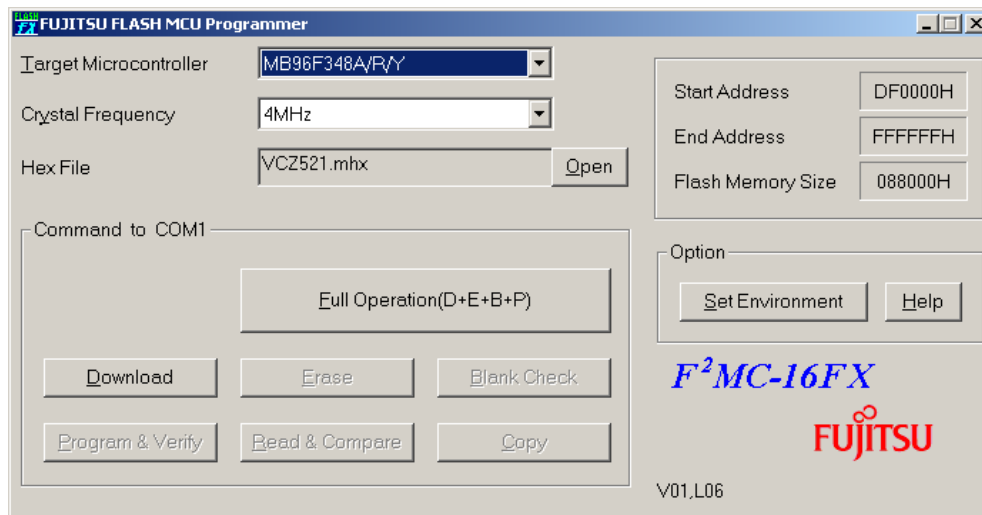 FLASH FX FUJITSU FLASH MCU Programmer
Target Microcontroller MB96F348A/R/Y
Crystal Frequency 4MHz
Hex File VCZ521.mhx Open
Start Address DF0000H
End Address FFFFFFH
Flash Memory Size 088000H
Command to COM1
Full Operation(D+E+B+P)
Download Erase Blank Check
Program & Verify Read & Compare Copy
Option
Set Environment Help
F²MC-16FX
FUJITSU
V01,L06